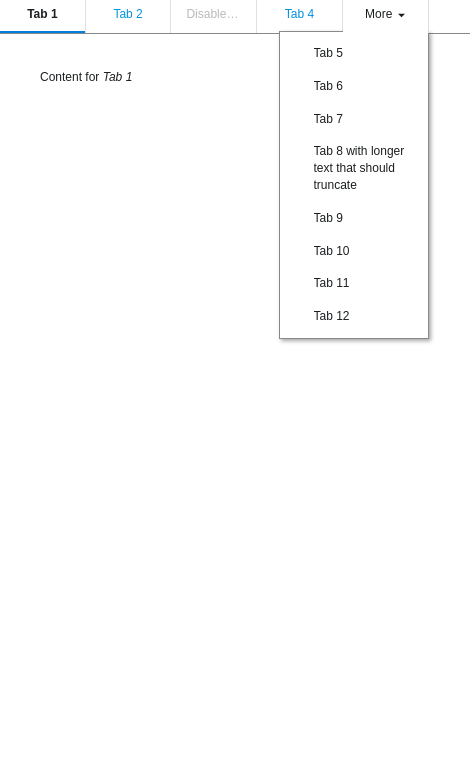 Tab 1 Tab 2 Disable… Tab 4 More
Tab 5
Content for Tab 1
Tab 6
Tab 7
Tab 8 with longer
text that should
truncate
Tab 9
Tab 10
Tab 11
Tab 12